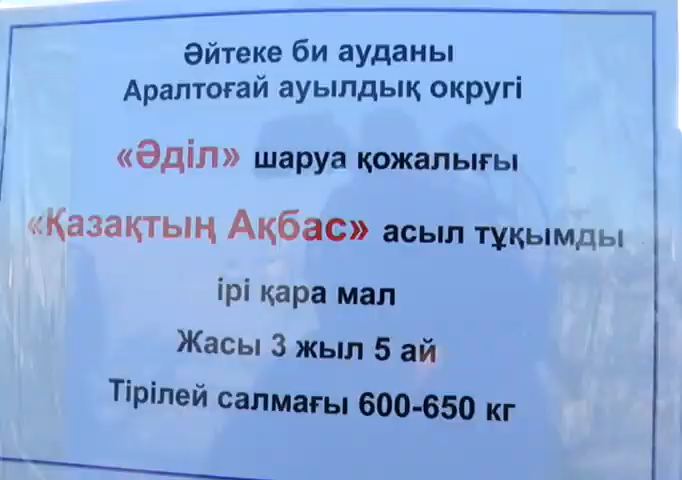 Әйтеке би ауданы
Аралтоғай ауылдық округі
«Әділ» шаруа қожалығы
«Қазақтың Ақбас» асыл тұқымды
ірі қара мал
Жасы 3 жыл 5 ай
Тірілей салмағы 600-650 кг